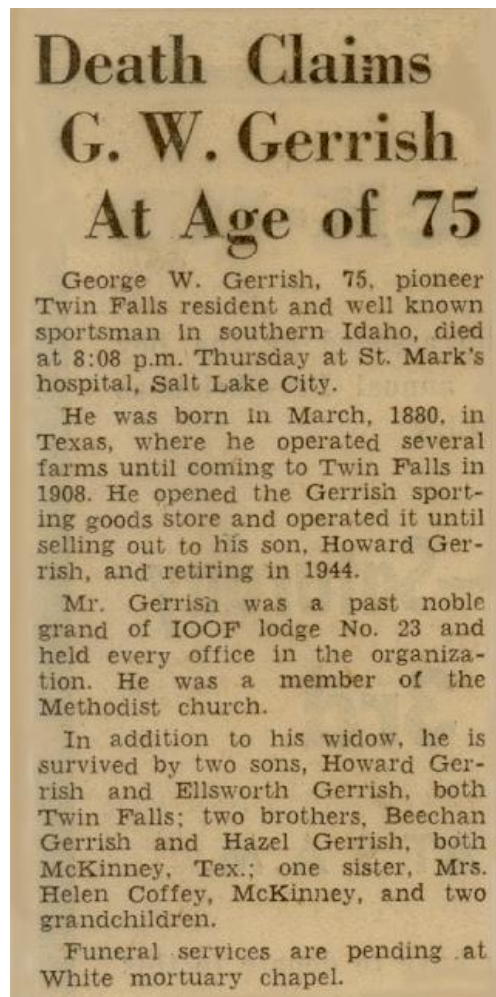 Death Claims
G. W. Gerrish
At Age of 75
George W. Gerrish, 75, pioneer
Twin Falls resident and well known
sportsman in southern Idaho, died
at 8:08 p.m. Thursday at St. Mark's
hospital, Salt Lake City.
He was born in March, 1880, in
Texas, where he operated several
farms until coming to Twin Falls in
1908. He opened the Gerrish sport-
ing goods store and operated it until
selling out to his son, Howard Ger-
rish, and retiring in 1944.
Mr. Gerrish was a past noble
grand of IOOF lodge No. 23 and
held every office in the organiza-
tion. He was a member of the
Methodist church.
In addition to his widow, he is
survived by two sons, Howard Ger-
rish and Ellsworth Gerrish, both
Twin Falls; two brothers, Beechan
Gerrish and Hazel Gerrish, both
McKinney, Tex.; one sister, Mrs.
Helen Coffey, McKinney, and two
grandchildren.
Funeral services are pending at
White mortuary chapel.